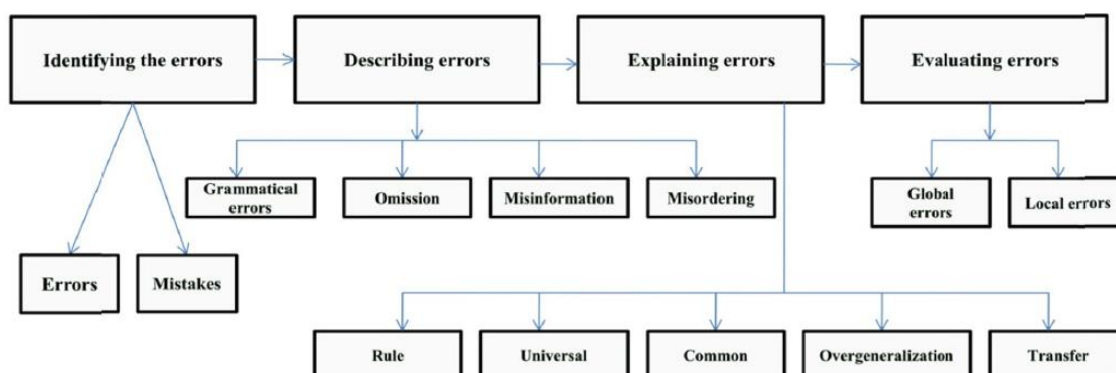 Identifying the errors
Describing errors
Explaining errors
Evaluating errors
Grammatical
errors
Omission
Misinformation
Misordering
Global
errors
Local errors
Errors
Mistakes
Rule
Universal
Common
Overgeneralization
Transfer